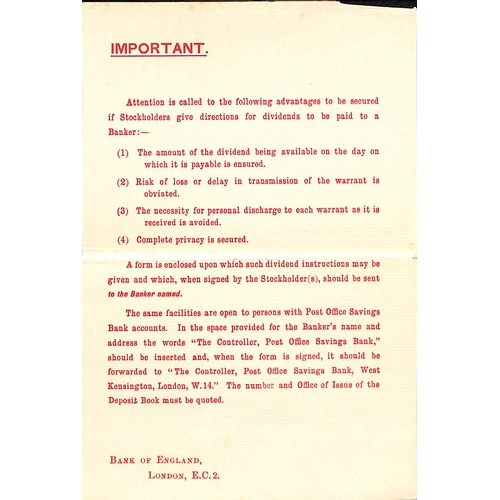 IMPORTANT.
Attention is called to the following advantages to be secured
if Stockholders give directions for dividends to be paid to a
Banker:—
(1) The amount of the dividend being available on the day on
which it is payable is ensured.
(2) Risk of loss or delay in transmission of the warrant is
obviated.
(3) The necessity for personal discharge to each warrant as it is
received is avoided.
(4) Complete privacy is secured.
A form is enclosed upon which such dividend instructions may be
given and which, when signed by the Stockholder(s), should be sent
to the Banker named.
The same facilities are open to persons with Post Office Savings
Bank accounts. In the space provided for the Banker's name and
address the words "The Controller, Post Office Savings Bank,"
should be inserted and, when the form is signed, it should be
forwarded to "The Controller, Post Office Savings Bank, West
Kensington, London, W.14." The number and Office of Issue of the
Deposit Book must be quoted.
BANK OF ENGLAND,
LONDON, E.C.2.